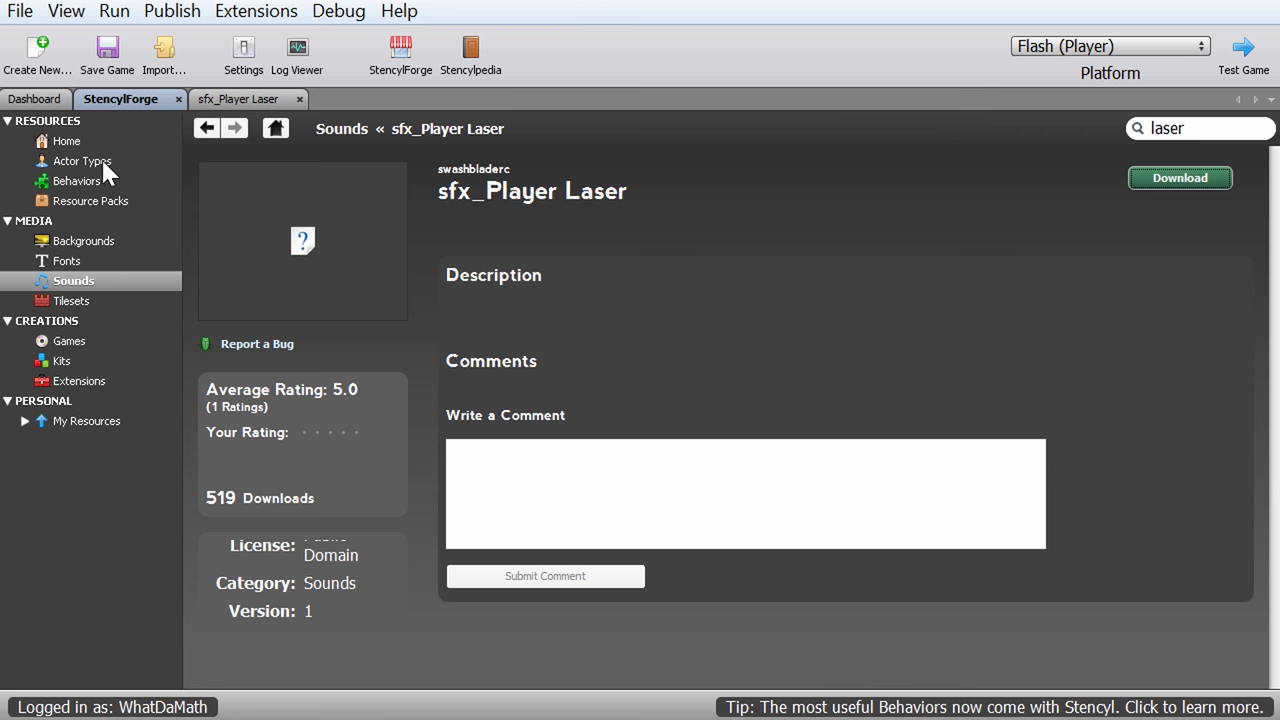 File View Run Publish Extensions Debug Help
Create New... Save Game Import... Settings Log Viewer StencylForge Stencylpedia
Flash (Player)
Platform
Test Game
Dashboard StencylForge × sfx_Player Laser ×
RESOURCES
Home
Actor Types
Behaviors
Resource Packs
MEDIA
Backgrounds
Fonts
Sounds
Tilesets
CREATIONS
Games
Kits
Extensions
PERSONAL
My Resources
Sounds « sfx_Player Laser
laser
?
swashbladerc
sfx_Player Laser
Download
Report a Bug
Average Rating: 5.0
(1 Ratings)
Your Rating:
519 Downloads
License: Public
Domain
Category: Sounds
Version: 1
Description
Comments
Write a Comment
Submit Comment
Logged in as: WhatDaMath
Tip: The most useful Behaviors now come with Stencyl. Click to learn more.